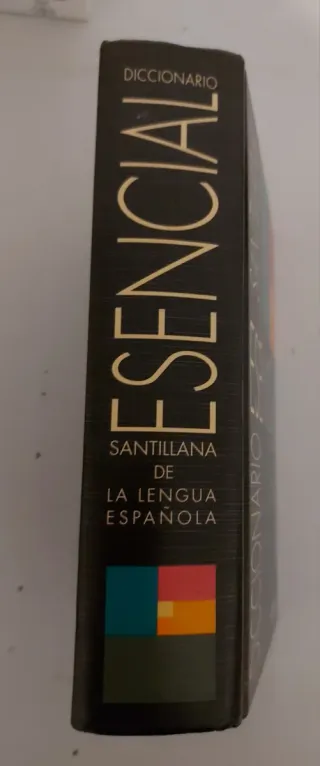 DICCIONARIO
ESENCIAL
SANTILLANA
DE
LA LENGUA
ESPAÑOLA